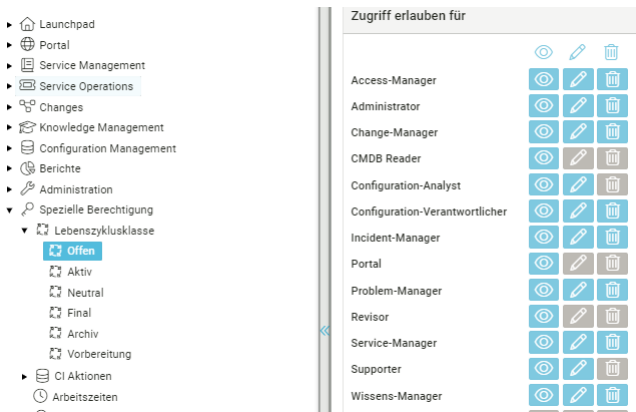 Launchpad
Portal
Service Management
Service Operations
Changes
Knowledge Management
Configuration Management
Berichte
Administration
Spezielle Berechtigung
Lebenszyklusklasse
Offen
Aktiv
Neutral
Final
Archiv
Vorbereitung
CI Aktionen
Arbeitszeiten
Zugriff erlauben für
Access-Manager
Administrator
Change-Manager
CMDB Reader
Configuration-Analyst
Configuration-Verantwortlicher
Incident-Manager
Portal
Problem-Manager
Revisor
Service-Manager
Supporter
Wissens-Manager